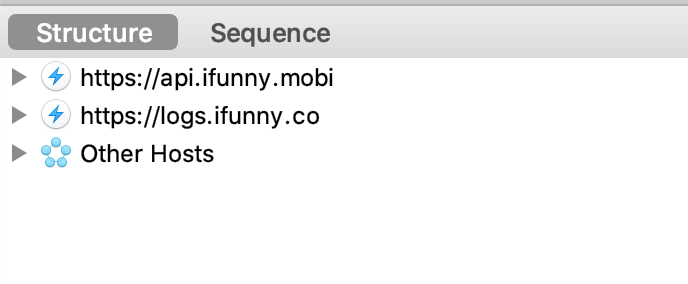 Structure Sequence
https://api.ifunny.mobi
https://logs.ifunny.co
Other Hosts